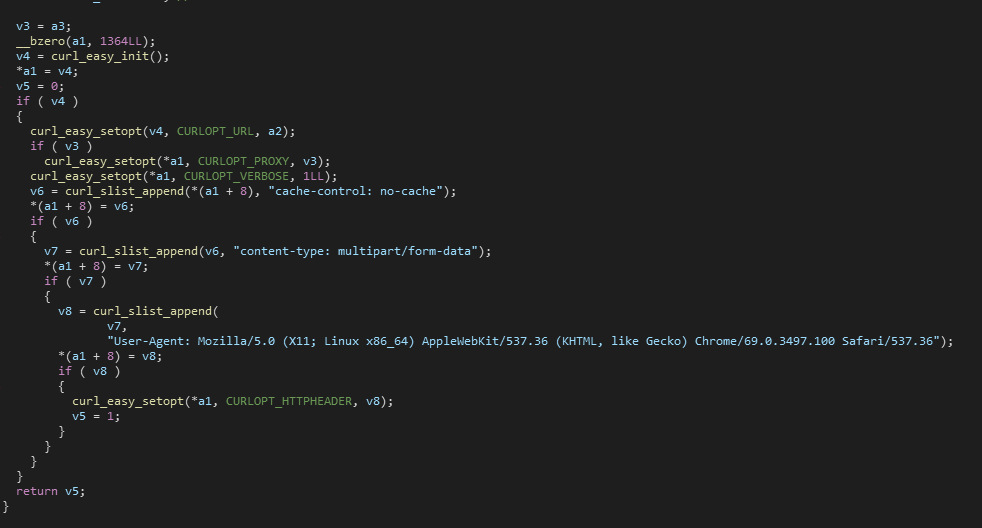 v3 = a3;
__bzero(a1, 1364LL);
v4 = curl_easy_init();
*a1 = v4;
v5 = 0;
if ( v4 )
{
curl_easy_setopt(v4, CURLOPT_URL, a2);
if ( v3 )
curl_easy_setopt(*a1, CURLOPT_PROXY, v3);
curl_easy_setopt(*a1, CURLOPT_VERBOSE, 1LL);
v6 = curl_slist_append(*(a1 + 8), "cache-control: no-cache");
*(a1 + 8) = v6;
if ( v6 )
{
v7 = curl_slist_append(v6, "content-type: multipart/form-data");
*(a1 + 8) = v7;
if ( v7 )
{
v8 = curl_slist_append(
v7,
"User-Agent: Mozilla/5.0 (X11; Linux x86_64) AppleWebKit/537.36 (KHTML, like Gecko) Chrome/69.0.3497.100 Safari/537.36");
*(a1 + 8) = v8;
if ( v8 )
{
curl_easy_setopt(*a1, CURLOPT_HTTPHEADER, v8);
v5 = 1;
}
}
}
}
return v5;
}